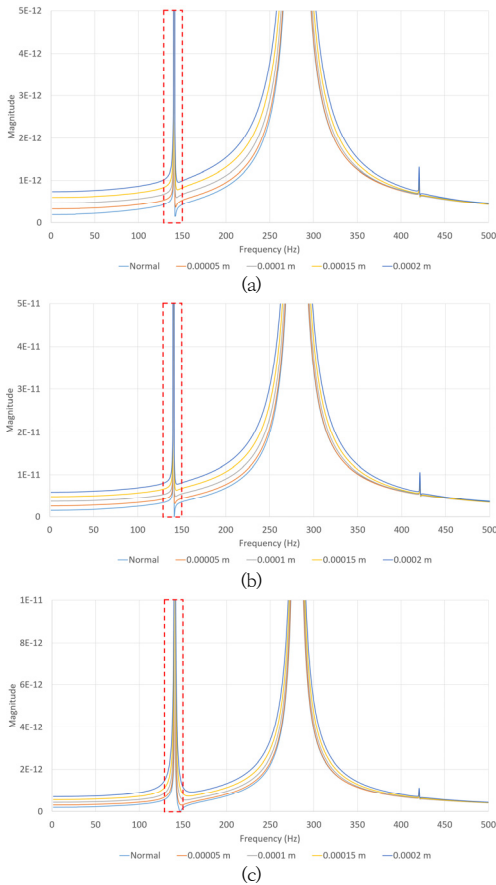 5E-12
4E-12
3E-12
2E-12
1E-12
0
Magnitude
0 50 100 150 200 250 300 350 400 450 500
Frequency (Hz)
Normal 0.00005 m 0.0001 m 0.00015 m 0.0002 m
(a)
5E-11
4E-11
3E-11
2E-11
1E-11
0
Magnitude
0 50 100 150 200 250 300 350 400 450 500
Frequency (Hz)
Normal 0.00005 m 0.0001 m 0.00015 m 0.0002 m
(b)
1E-11
8E-12
6E-12
4E-12
2E-12
0
Magnitude
0 50 100 150 200 250 300 350 400 450 500
Frequency (Hz)
Normal 0.00005 m 0.0001 m 0.00015 m 0.0002 m
(c)